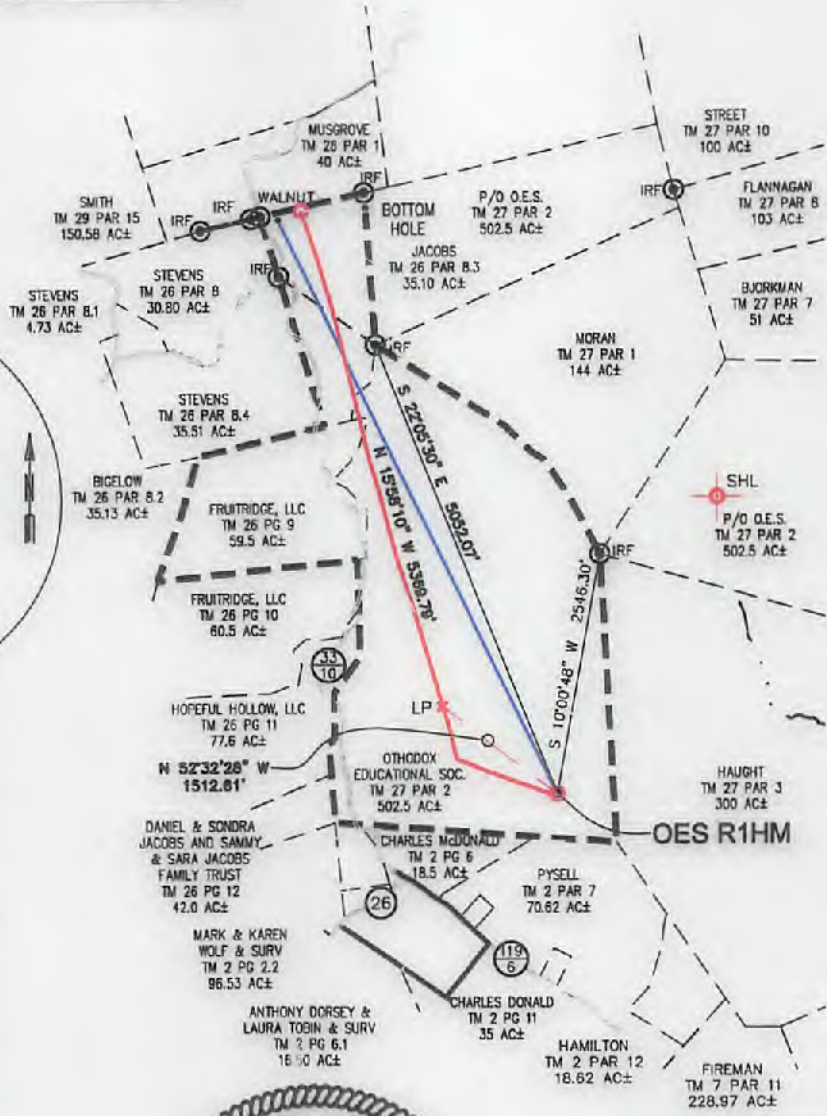 STREET
TM 27 PAR 10
100 AC±
MUSGROVE
TM 28 PAR 1
40 AC±
IRF
IRF
FLANNAGAN
TM 27 PAR 8
103 AC±
SMITH
TM 29 PAR 15
150.58 AC±
IRF
IRF
WALNUT
BOTTOM
HOLE
P/O O.E.S.
TM 27 PAR 2
502.5 AC±
JACOBS
TM 26 PAR 8.3
35.10 AC±
IRF
STEVENS
TM 26 PAR 8
30.80 AC±
STEVENS
TM 26 PAR 8.1
4.73 AC±
BJORKMAN
TM 27 PAR 7
51 AC±
IRF
MORAN
TM 27 PAR 1
144 AC±
STEVENS
TM 26 PAR 8.4
35.51 AC±
S 22°05'30" E 5032.07'
N 15°58'10" W 5369.79'
BIGELOW
TM 26 PAR 8.2
35.13 AC±
N
SHL
P/O O.E.S.
TM 27 PAR 2
502.5 AC±
FRUITRIDGE, LLC
TM 26 PG 9
59.5 AC±
IRF
FRUITRIDGE, LLC
TM 26 PG 10
60.5 AC±
S 10°00'48" W 2546.30'
33
10
HOPEFUL HOLLOW, LLC
TM 26 PG 11
77.6 AC±
LP
N 52°32'28" W
1512.61'
OTHODOX
EDUCATIONAL SOC.
TM 27 PAR 2
502.5 AC±
HAUGHT
TM 27 PAR 3
300 AC±
OES R1HM
DANIEL & SONDRA
JACOBS AND SAMMY
& SARA JACOBS
FAMILY TRUST
TM 26 PG 12
42.0 AC±
CHARLES McDONALD
TM 2 PG 6
18.5 AC±
PYSELL
TM 2 PAR 7
70.62 AC±
26
MARK & KAREN
WOLF & SURV
TM 2 PG 2.2
96.53 AC±
119
6
CHARLES DONALD
TM 2 PG 11
35 AC±
ANTHONY DORSEY &
LAURA TOBIN & SURV
TM 2 PG 6.1
16.50 AC±
HAMILTON
TM 2 PAR 12
18.62 AC±
FIREMAN
TM 7 PAR 11
228.97 AC±